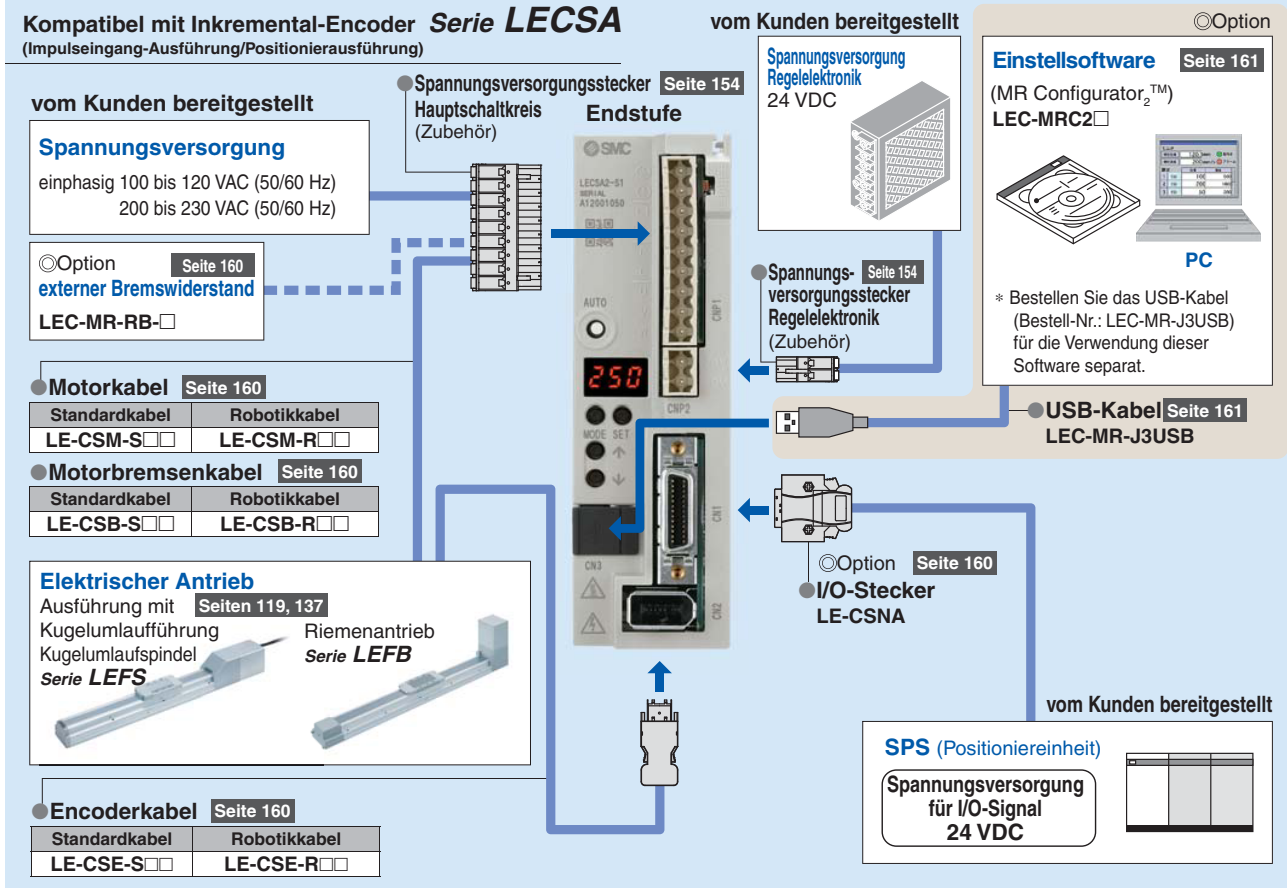 Kompatibel mit Inkremental-Encoder Serie LECSA
(Impulseingang-Ausführung/Positionierausführung)
vom Kunden bereitgestellt
Spannungsversorgung
einphasig 100 bis 120 VAC (50/60 Hz)
200 bis 230 VAC (50/60 Hz)
◎Option Seite 160
externer Bremswiderstand
LEC-MR-RB-□
●Spannungsversorgungsstecker Seite 154
Hauptschaltkreis
(Zubehör)
Endstufe
SMC
LECSA2-S1
SERIAL
A12001050
AUTO
250
MODE SET
CNP1
CNP2
CN1
CN2
CN3
vom Kunden bereitgestellt
Spannungsversorgung
Regelelektronik
24 VDC
●Spannungs- Seite 154
versorgungsstecker
Regelelektronik
(Zubehör)
◎Option
Einstellsoftware Seite 161
(MR Configurator2™)
LEC-MRC2□
PC
* Bestellen Sie das USB-Kabel
(Bestell-Nr.: LEC-MR-J3USB)
für die Verwendung dieser
Software separat.
●USB-Kabel Seite 161
LEC-MR-J3USB
●Motorkabel Seite 160
Standardkabel Robotikkabel
LE-CSM-S□□ LE-CSM-R□□
●Motorbremsenkabel Seite 160
Standardkabel Robotikkabel
LE-CSB-S□□ LE-CSB-R□□
Elektrischer Antrieb
Ausführung mit Seiten 119, 137
Kugelumlaufführung
Kugelumlaufspindel
Serie LEFS
Riemenantrieb
Serie LEFB
◎Option Seite 160
●I/O-Stecker
LE-CSNA
vom Kunden bereitgestellt
SPS (Positioniereinheit)
Spannungsversorgung
für I/O-Signal
24 VDC
●Encoderkabel Seite 160
Standardkabel Robotikkabel
LE-CSE-S□□ LE-CSE-R□□